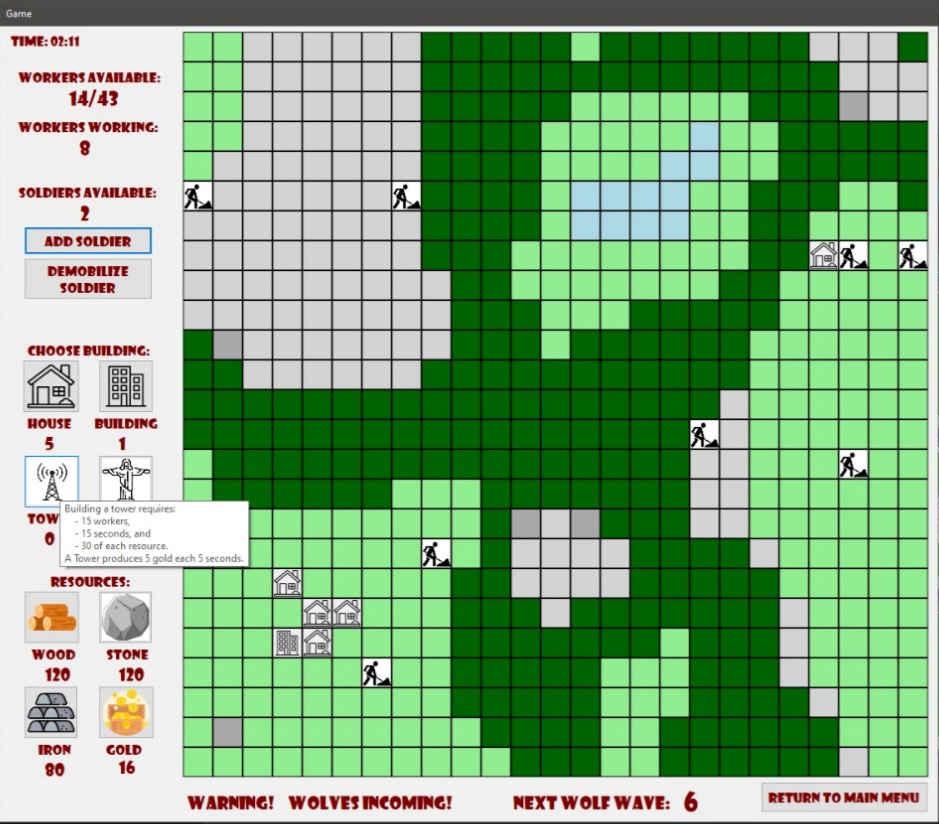 Game
TIME: 02:11
WORKERS AVAILABLE:
14/43
WORKERS WORKING:
8
SOLDIERS AVAILABLE:
2
ADD SOLDIER
DEMOBILIZE
SOLDIER
CHOOSE BUILDING:
HOUSE BUILDING
5 1
Building a tower requires:
- 15 workers,
- 15 seconds, and
- 30 of each resource.
A Tower produces 5 gold each 5 seconds.
TOW
0
RESOURCES:
WOOD STONE
120 120
IRON GOLD
80 16
WARNING! WOLVES INCOMING! NEXT WOLF WAVE: 6
RETURN TO MAIN MENU